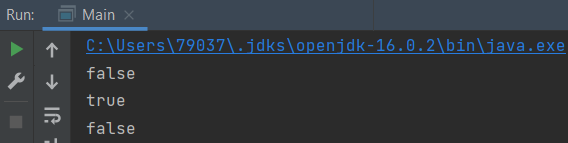 Run: Main
C:\Users\79037\.jdks\openjdk-16.0.2\bin\java.exe
false
true
false